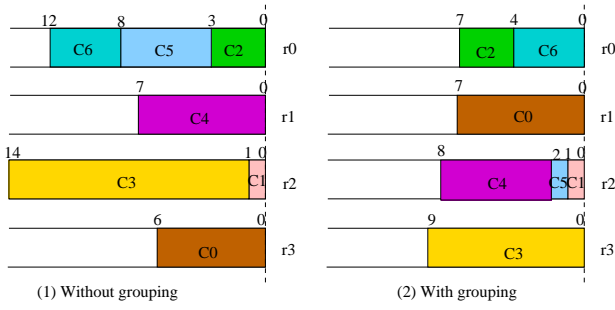 12 8 3 0
C6 C5 C2 r0
7 0
C4 r1
14 1 0
C3 C1 r2
6 0
C0 r3
(1) Without grouping
7 4 0
C2 C6 r0
7 0
C0 r1
8 2 1 0
C4 C5 C1 r2
9 0
C3 r3
(2) With grouping